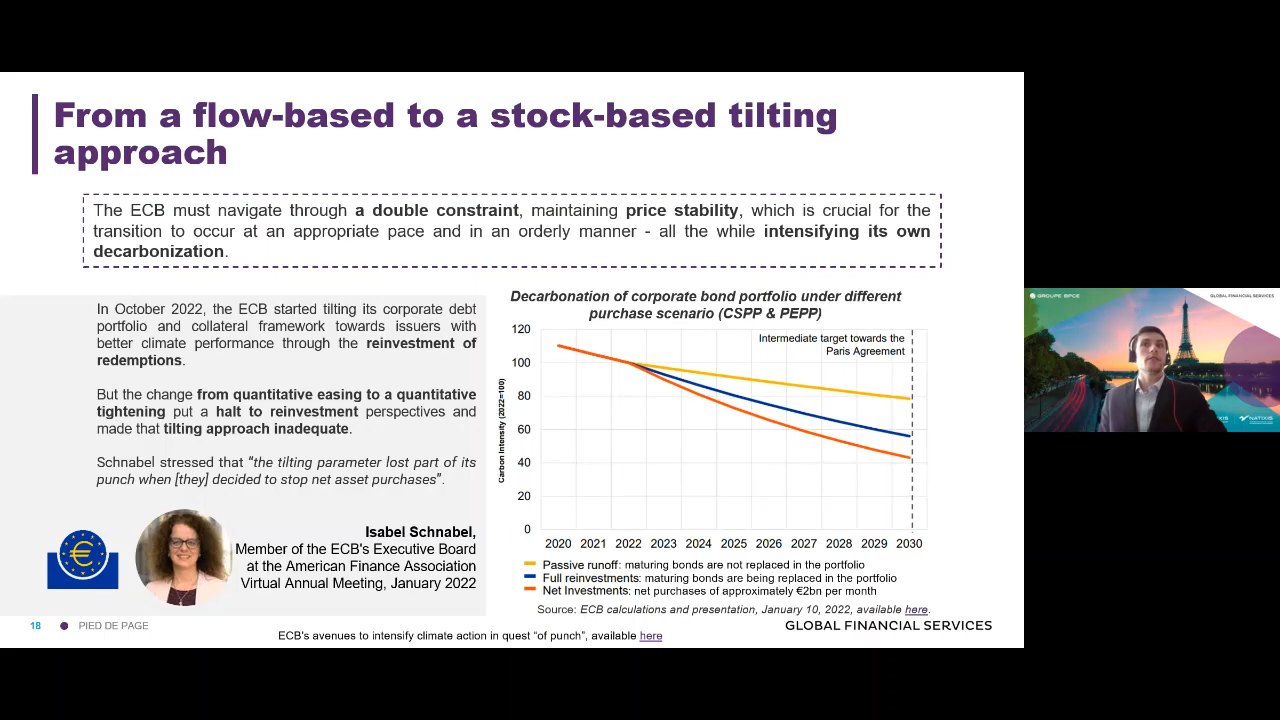 From a flow-based to a stock-based tilting
approach
The ECB must navigate through a double constraint, maintaining price stability, which is crucial for the
transition to occur at an appropriate pace and in an orderly manner - all the while intensifying its own
decarbonization.
In October 2022, the ECB started tilting its corporate debt
portfolio and collateral framework towards issuers with
better climate performance through the reinvestment of
redemptions.
But the change from quantitative easing to a quantitative
tightening put a halt to reinvestment perspectives and
made that tilting approach inadequate.
Schnabel stressed that “the tilting parameter lost part of its
punch when [they] decided to stop net asset purchases”.
Isabel Schnabel,
Member of the ECB's Executive Board
at the American Finance Association
Virtual Annual Meeting, January 2022
Decarbonation of corporate bond portfolio under different
purchase scenario (CSPP & PEPP)
Intermediate target towards the
Paris Agreement
Carbon Intensity (2022=100)
120
100
80
60
40
20
0
2020 2021 2022 2023 2024 2025 2026 2027 2028 2029 2030
Passive runoff: maturing bonds are not replaced in the portfolio
Full reinvestments: maturing bonds are being replaced in the portfolio
Net Investments: net purchases of approximately €2bn per month
Source: ECB calculations and presentation, January 10, 2022, available here.
18 PIED DE PAGE
GLOBAL FINANCIAL SERVICES
ECB's avenues to intensify climate action in quest “of punch”, available here
GROUPE BPCE
GLOBAL FINANCIAL SERVICES
NATIXIS